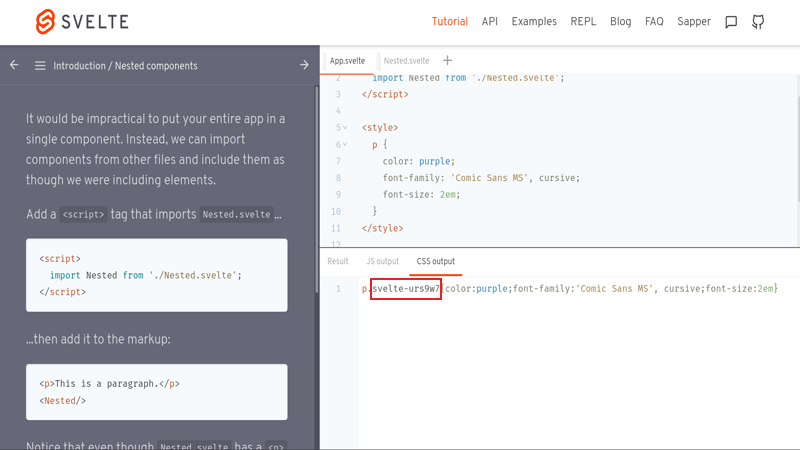 SVELTE
Tutorial API Examples REPL Blog FAQ Sapper
Introduction / Nested components
It would be impractical to put your entire app in a
single component. Instead, we can import
components from other files and include them as
though we were including elements.
Add a <script> tag that imports Nested.svelte...
<script>
import Nested from './Nested.svelte';
</script>
...then add it to the markup:
<p>This is a paragraph.</p>
<Nested/>
Notice that even though Nested.svelte has a <p>
App.svelte Nested.svelte +
2 import Nested from './Nested.svelte';
3 </script>
4
5 <style>
6 p {
7 color: purple;
8 font-family: 'Comic Sans MS', cursive;
9 font-size: 2em;
10 }
11 </style>
12
Result JS output CSS output
1 p.svelte-urs9w7{color:purple;font-family:'Comic Sans MS', cursive;font-size:2em}